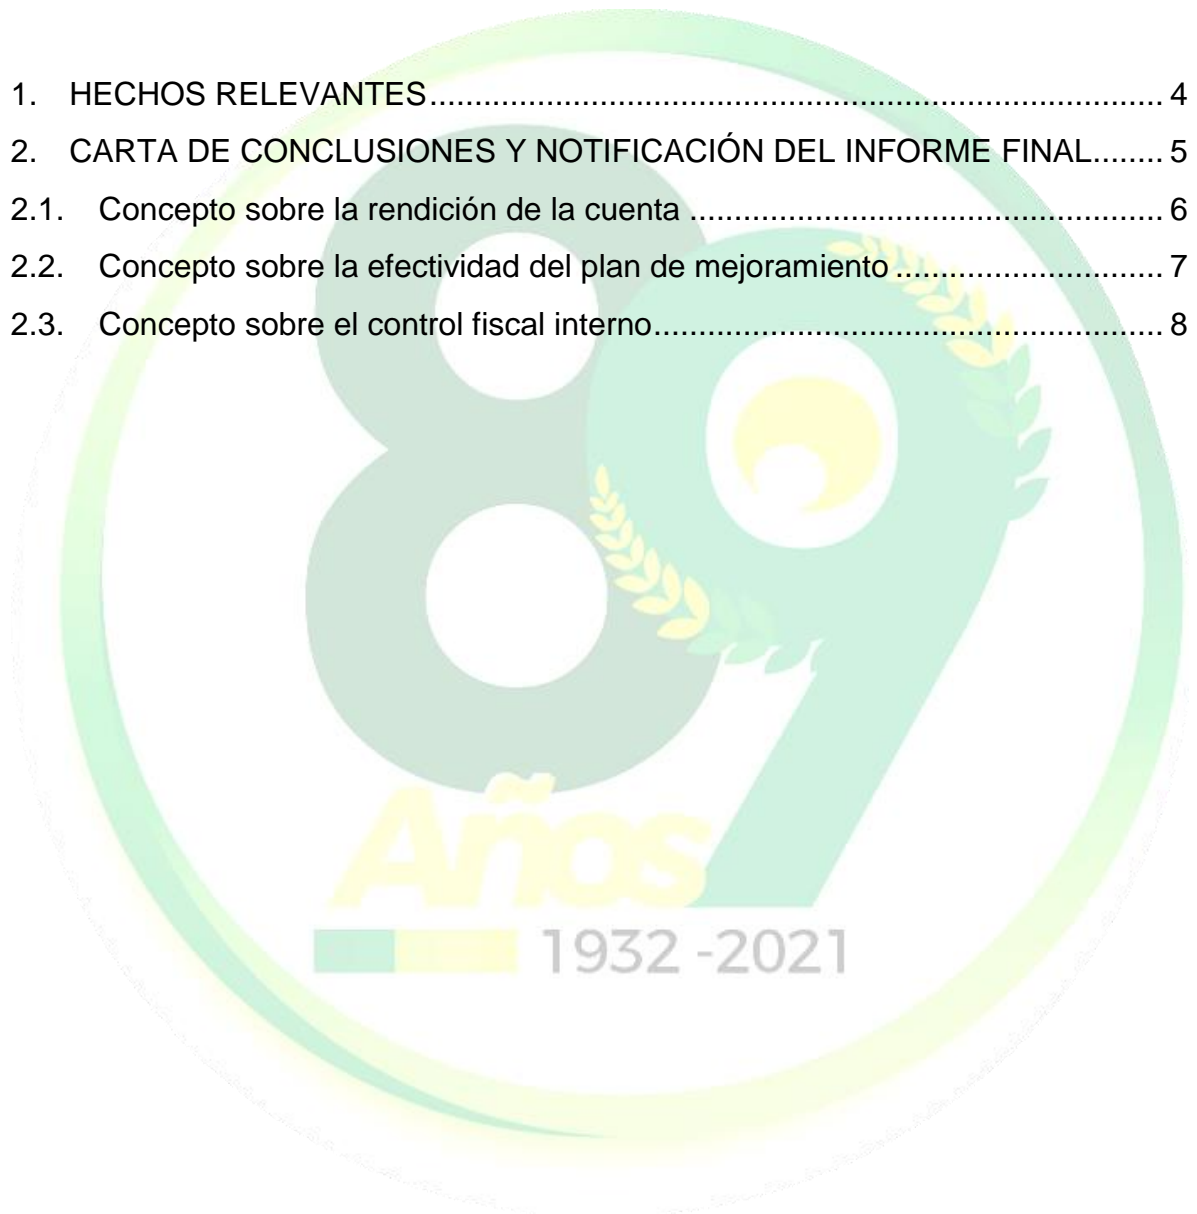 1. HECHOS RELEVANTES........................................................................................ 4
2. CARTA DE CONCLUSIONES Y NOTIFICACIÓN DEL INFORME FINAL........ 5
2.1. Concepto sobre la rendición de la cuenta ......................................................... 6
2.2. Concepto sobre la efectividad del plan de mejoramiento ................................ 7
2.3. Concepto sobre el control fiscal interno............................................................. 8
89
Años
1932 -2021